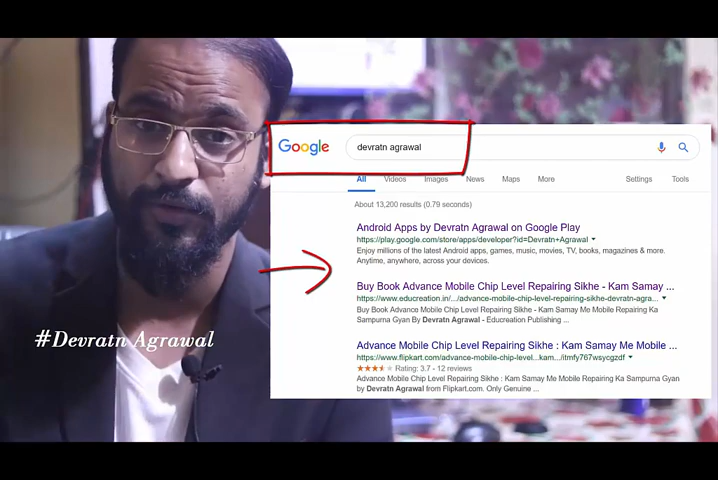 Google
devratn agrawal
All Videos Images News Maps More Settings Tools
About 13,200 results (0.79 seconds)
Android Apps by Devratn Agrawal on Google Play
https://play.google.com/store/apps/developer?id=Devratn+Agrawal
Enjoy millions of the latest Android apps, games, music, movies, TV, books, magazines & more.
Anytime, anywhere, across your devices.
Buy Book Advance Mobile Chip Level Repairing Sikhe - Kam Samay ...
https://www.educreation.in/.../advance-mobile-chip-level-repairing-sikhe-devratn-agra...
Buy Book Advance Mobile Chip Level Repairing Sikhe - Kam Samay Me Mobile Repairing Ka
Sampurna Gyan By Devratn Agrawal - Educreation Publishing ...
Advance Mobile Chip Level Repairing Sikhe : Kam Samay Me Mobile ...
https://www.flipkart.com/advance-mobile-chip-level...kam.../itmfy767wsycgzdf
Rating: 3.7 - 12 reviews
Advance Mobile Chip Level Repairing Sikhe : Kam Samay Me Mobile Repairing Ka Sampurna Gyan
by Devratn Agrawal from Flipkart.com. Only Genuine ...
#Devratn Agrawal